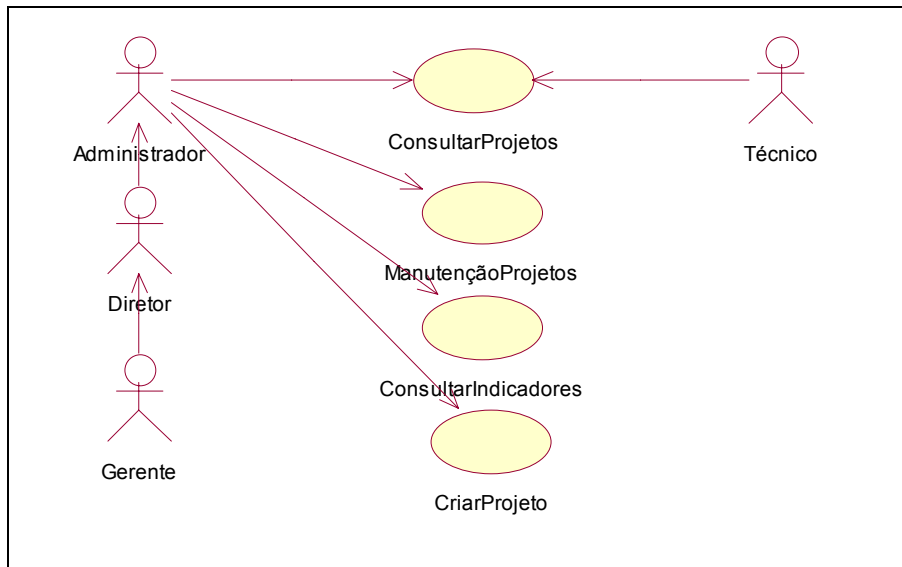 Administrador
ConsultarProjetos
Técnico
ManutençãoProjetos
Diretor
ConsultarIndicadores
Gerente
CriarProjeto